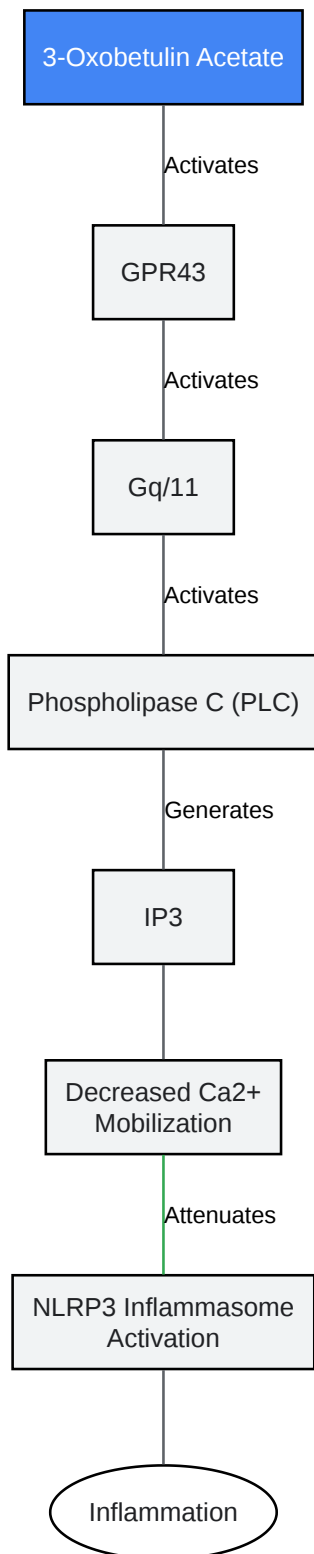 3-Oxobetulin Acetate
Activates
GPR43
Activates
Gq/11
Activates
Phospholipase C (PLC)
Generates
IP3
Decreased Ca2+
Mobilization
Attenuates
NLRP3 Inflammasome
Activation
Inflammation